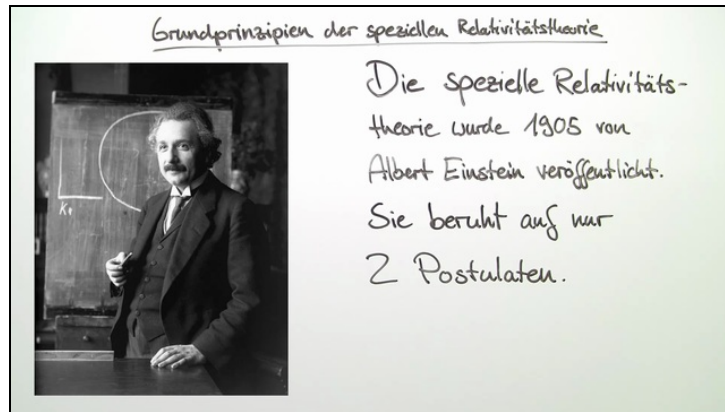 Grundprinzipien der speziellen Relativitätstheorie
Die spezielle Relativitäts-
theorie wurde 1905 von
Albert Einstein veröffentlicht.
Sie beruht auf nur
2 Postulaten.